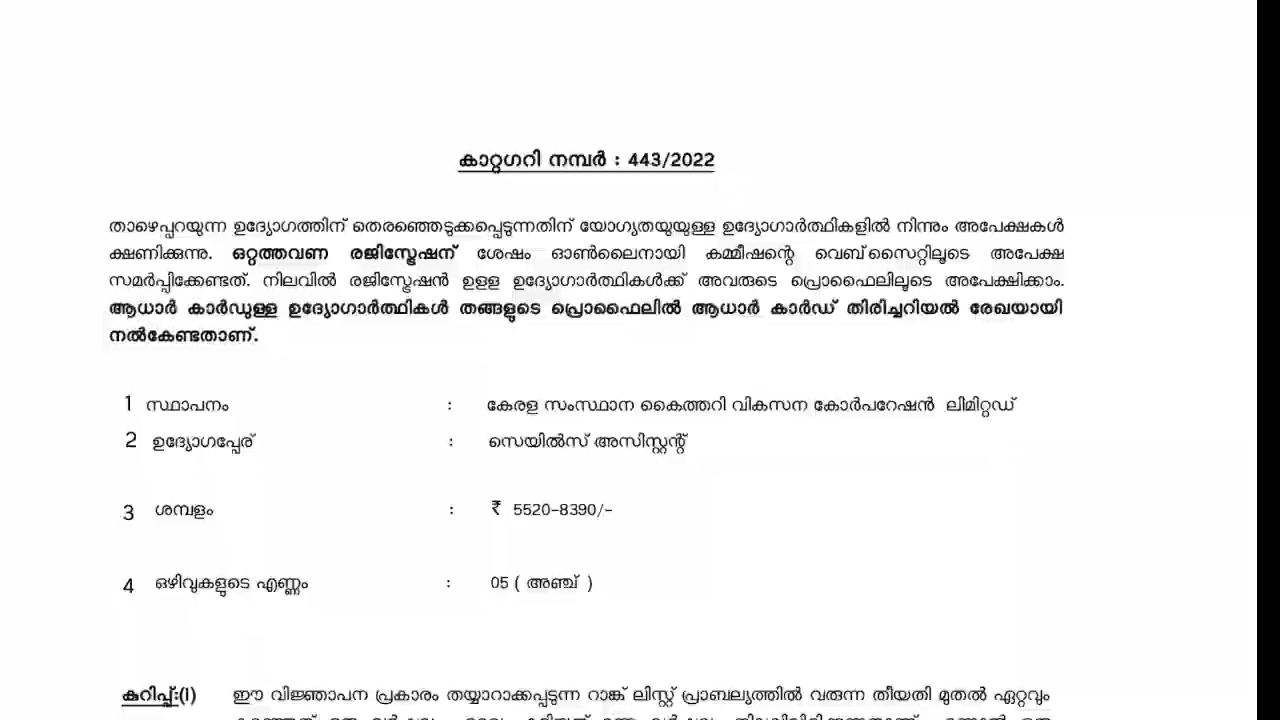 കാറ്റഗറി നമ്പർ : 443/2022
താഴെപ്പറയുന്ന ഉദ്യോഗത്തിന് തെരഞ്ഞെടുക്കപ്പെടുന്നതിന് യോഗ്യതയുയുള്ള ഉദ്യോഗാർത്ഥികളിൽ നിന്നും അപേക്ഷകൾ
ക്ഷണിക്കുന്നു. ഒറ്റത്തവണ രജിസ്ട്രേഷന് ശേഷം ഓൺലൈനായി കമ്മീഷന്റെ വെബ്സൈറ്റിലൂടെ അപേക്ഷ
സമർപ്പിക്കേണ്ടത്. നിലവിൽ രജിസ്ട്രേഷൻ ഉളള ഉദ്യോഗാർത്ഥികൾക്ക് അവരുടെ പ്രൊഫൈലിലൂടെ അപേക്ഷിക്കാം.
ആധാർ കാർഡുള്ള ഉദ്യോഗാർത്ഥികൾ തങ്ങളുടെ പ്രൊഫൈലിൽ ആധാർ കാർഡ് തിരിച്ചറിയൽ രേഖയായി
നൽകേണ്ടതാണ്.
1 സ്ഥാപനം : കേരള സംസ്ഥാന കൈത്തറി വികസന കോർപറേഷൻ ലിമിറ്റഡ്
2 ഉദ്യോഗപ്പേര് : സെയിൽസ് അസിസ്റ്റന്റ്
3 ശമ്പളം : ₹ 5520-8390/-
4 ഒഴിവുകളുടെ എണ്ണം : 05 ( അഞ്ച് )
കുറിപ്പ്:(I) ഈ വിജ്ഞാപന പ്രകാരം തയ്യാറാക്കപ്പടുന്ന റാങ്ക് ലിസ്റ്റ് പ്രാബല്യത്തിൽ വരുന്ന തീയതി മുതൽ ഏറ്റവും